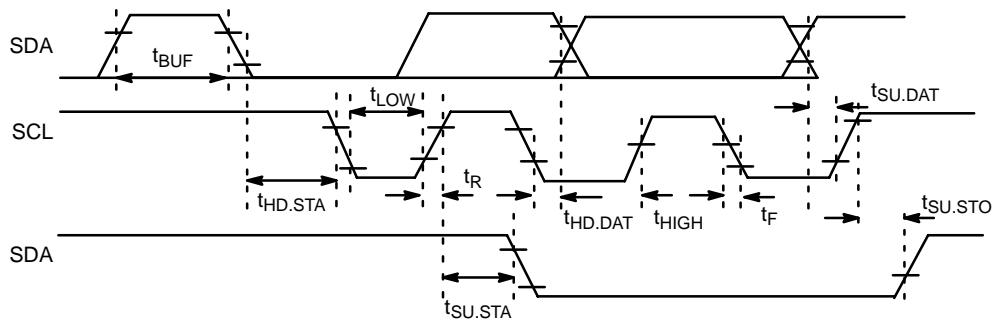 SDA
tBUF
tLOW
tSU.DAT
SCL
tR
tHD.STA
tHD.DAT
tHIGH
tF
tSU.STO
SDA
tSU.STA